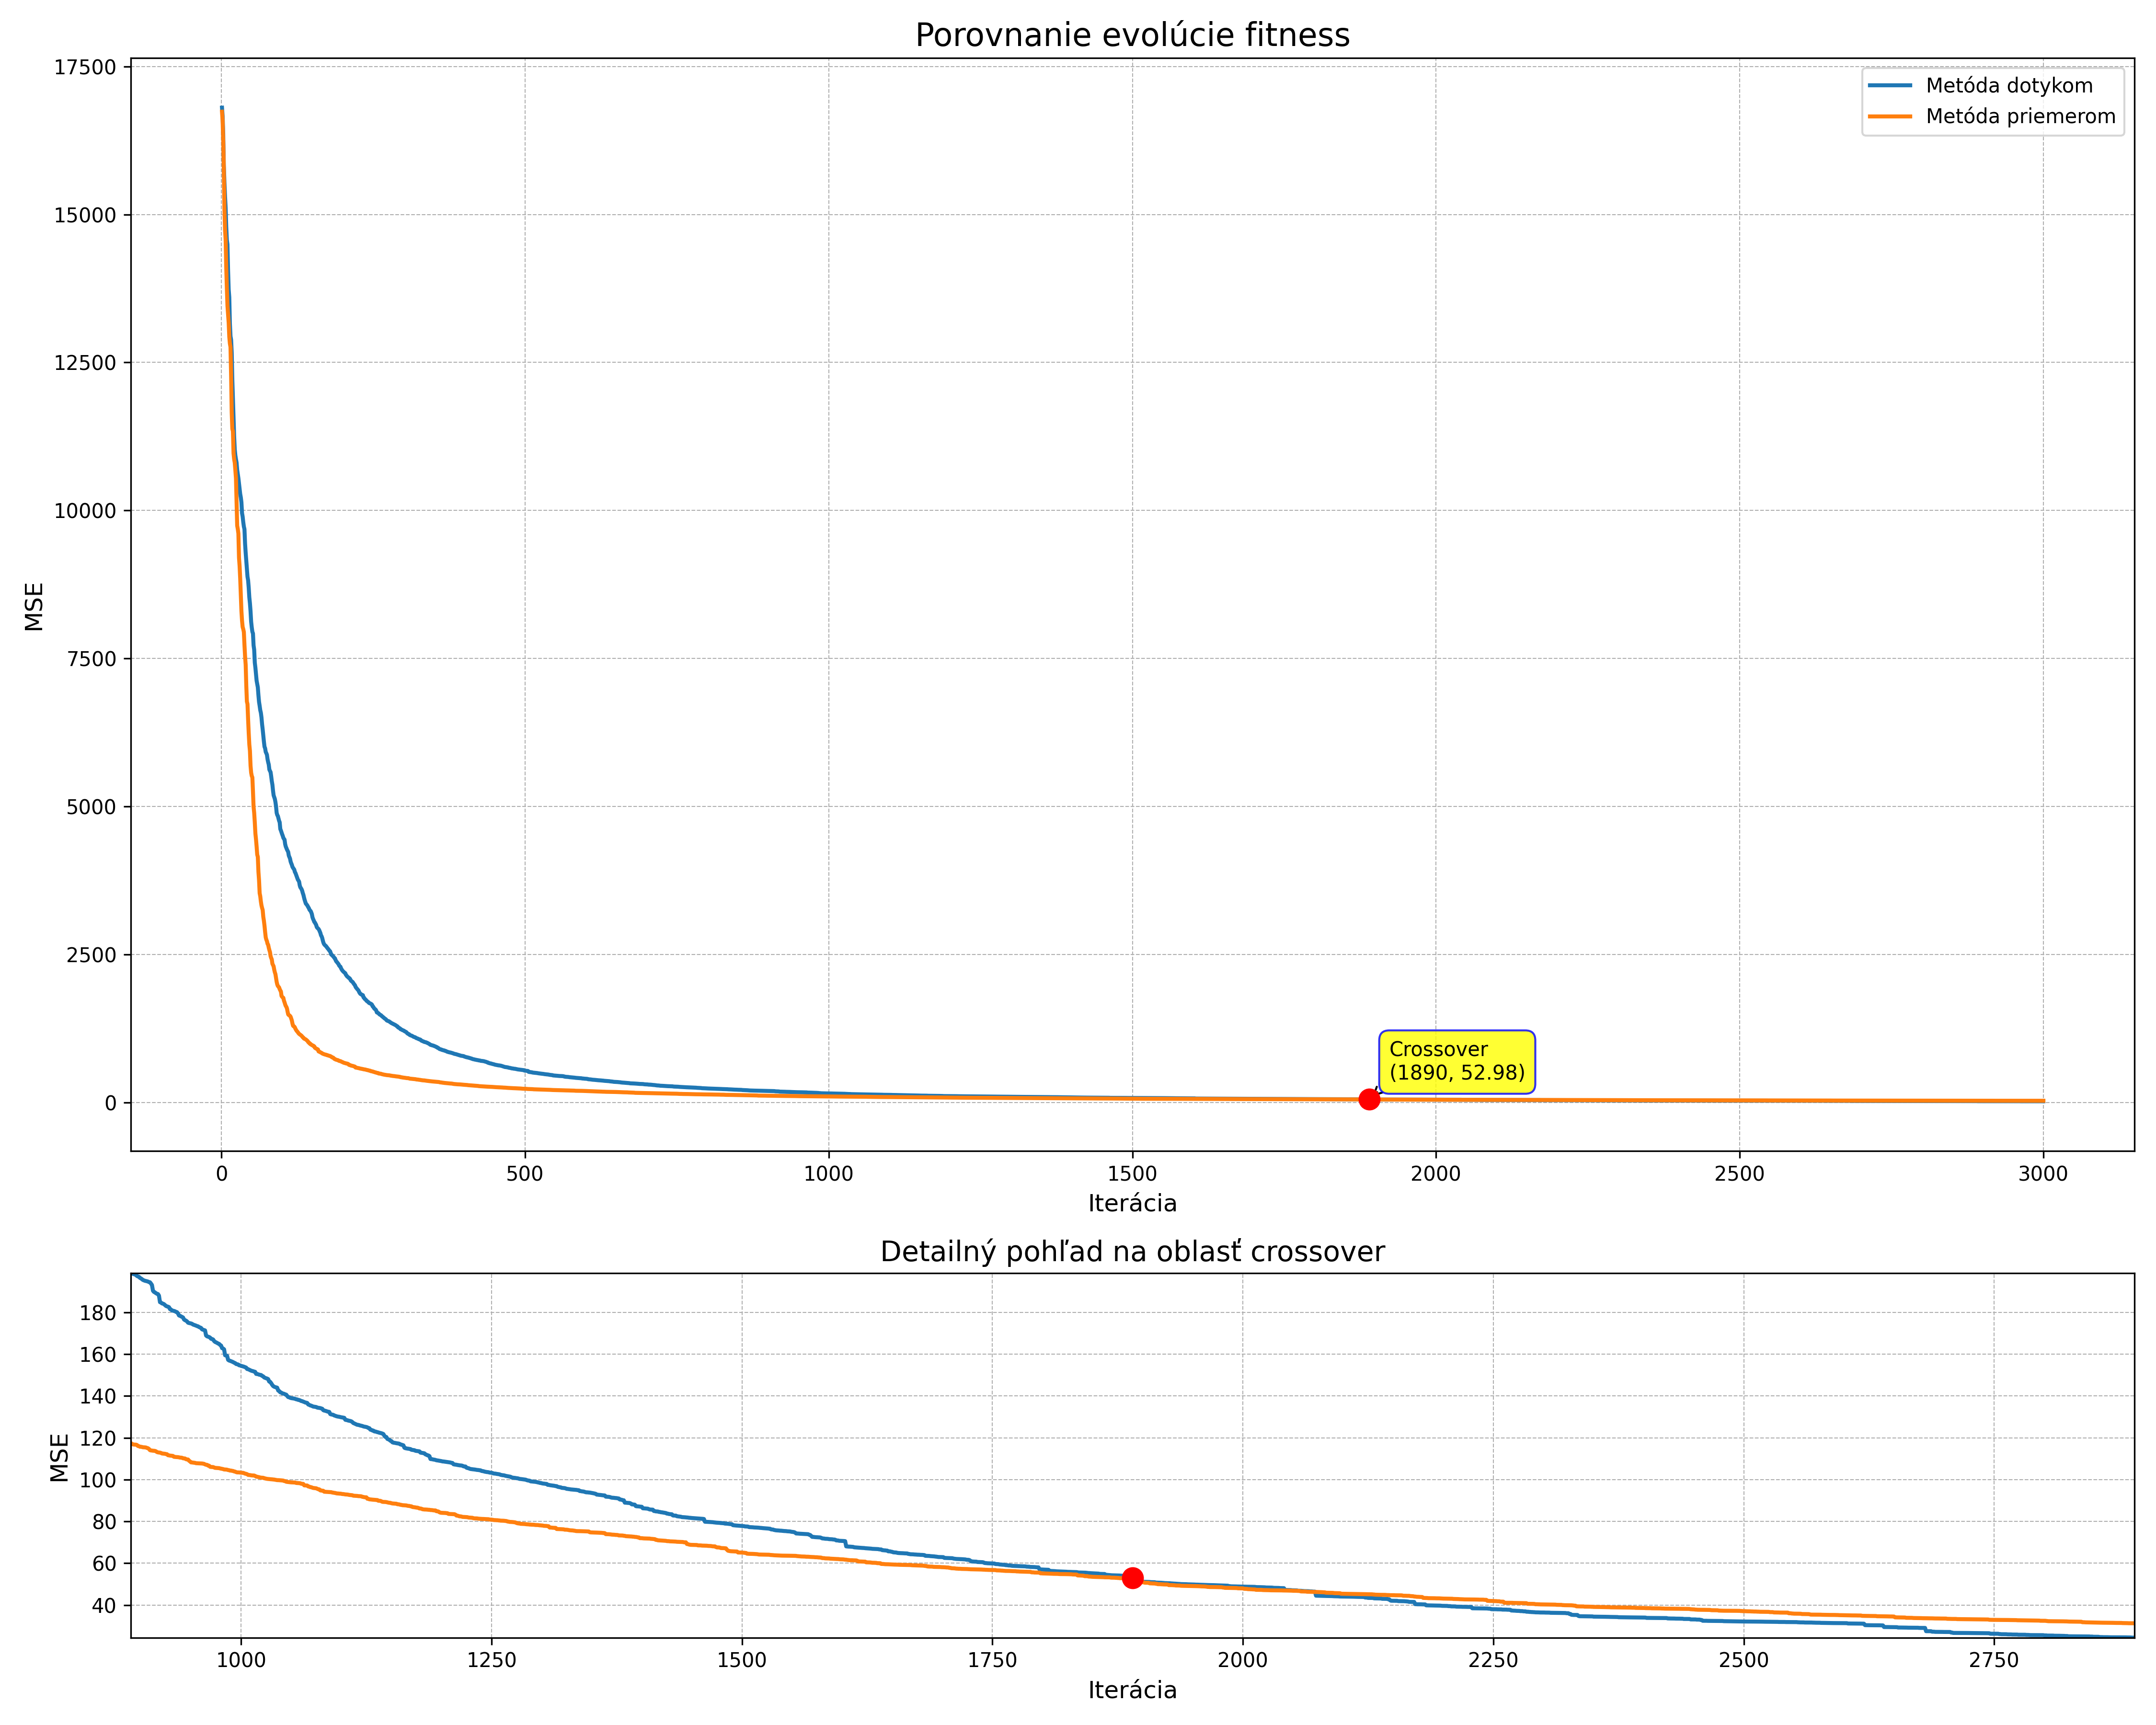 Porovnanie evolúcie fitness
17500
15000
12500
10000
7500
5000
2500
0
MSE
Metóda dotykom
Metóda priemerom
Crossover
(1890, 52.98)
0 500 1000 1500 2000 2500 3000
Iterácia
Detailný pohľad na oblasť crossover
180
160
140
120
100
80
60
40
MSE
1000 1250 1500 1750 2000 2250 2500 2750
Iterácia